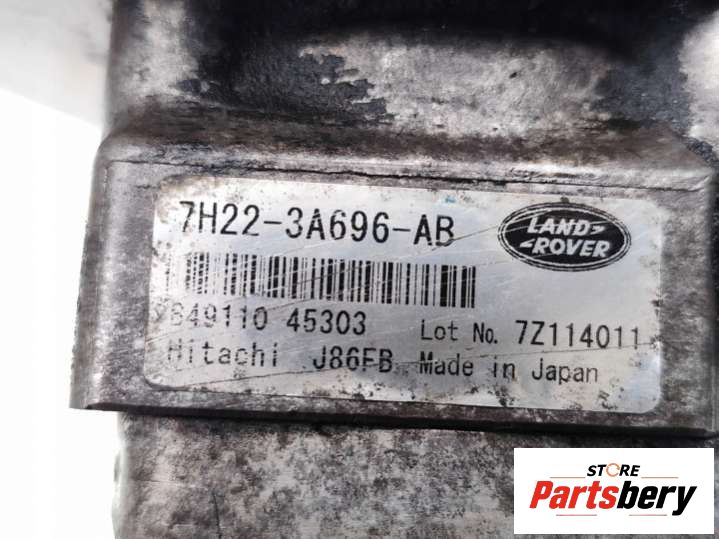 7H22-3A696-AB
LAND-
-ROVER
849110 45303 Lot No. 7Z114011
Hitachi J86FB Made in Japan
STORE
Partsbery